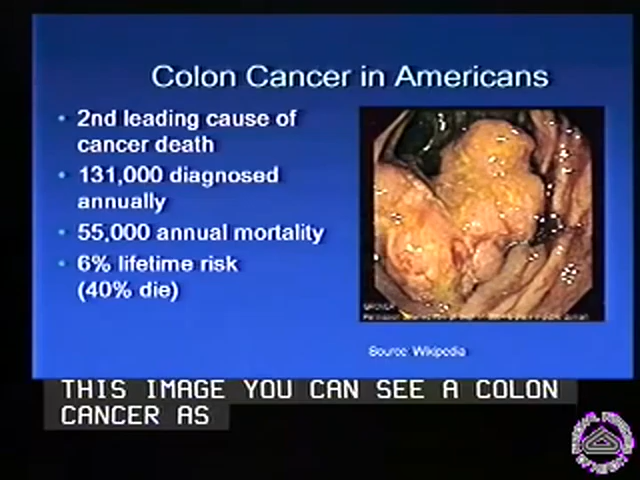 Colon Cancer in Americans
• 2nd leading cause of
cancer death
• 131,000 diagnosed
annually
• 55,000 annual mortality
• 6% lifetime risk
(40% die)
Source: Wikipedia
THIS IMAGE YOU CAN SEE A COLON
CANCER AS